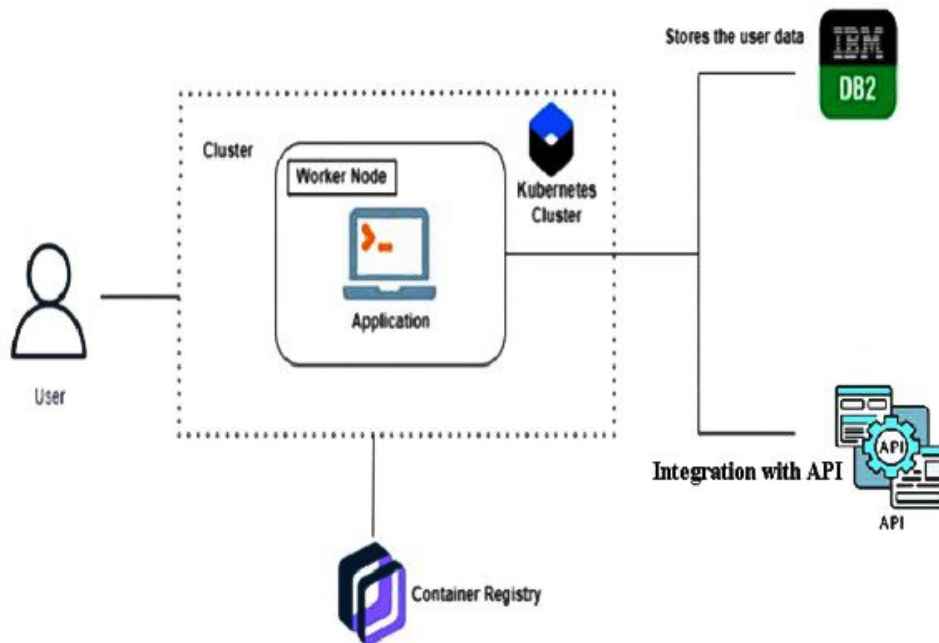 Stores the user data
IBM
DB2
Cluster
Worker Node
Kubernetes
Cluster
Application
User
Integration with API
API
API
Container Registry